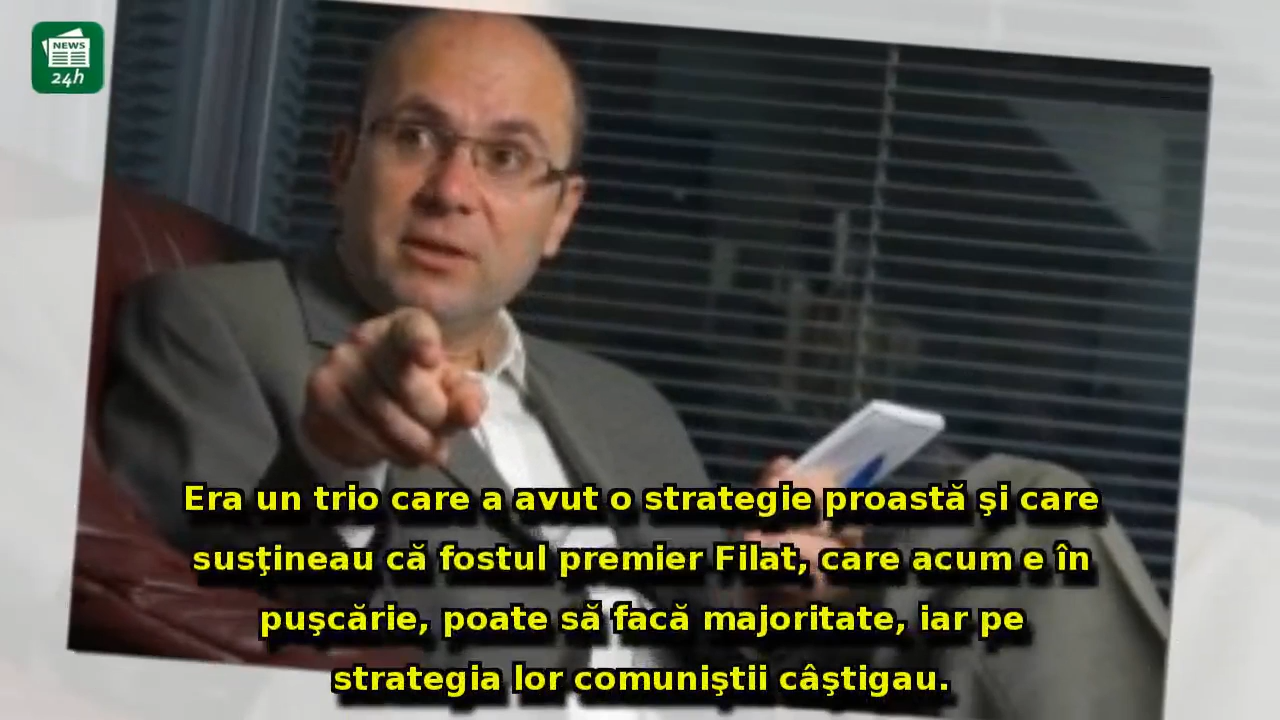 NEWS
24h
Era un trio care a avut o strategie proastă şi care
susţineau că fostul premier Filat, care acum e în
puşcărie, poate să facă majoritate, iar pe
strategia lor comuniştii câştigau.